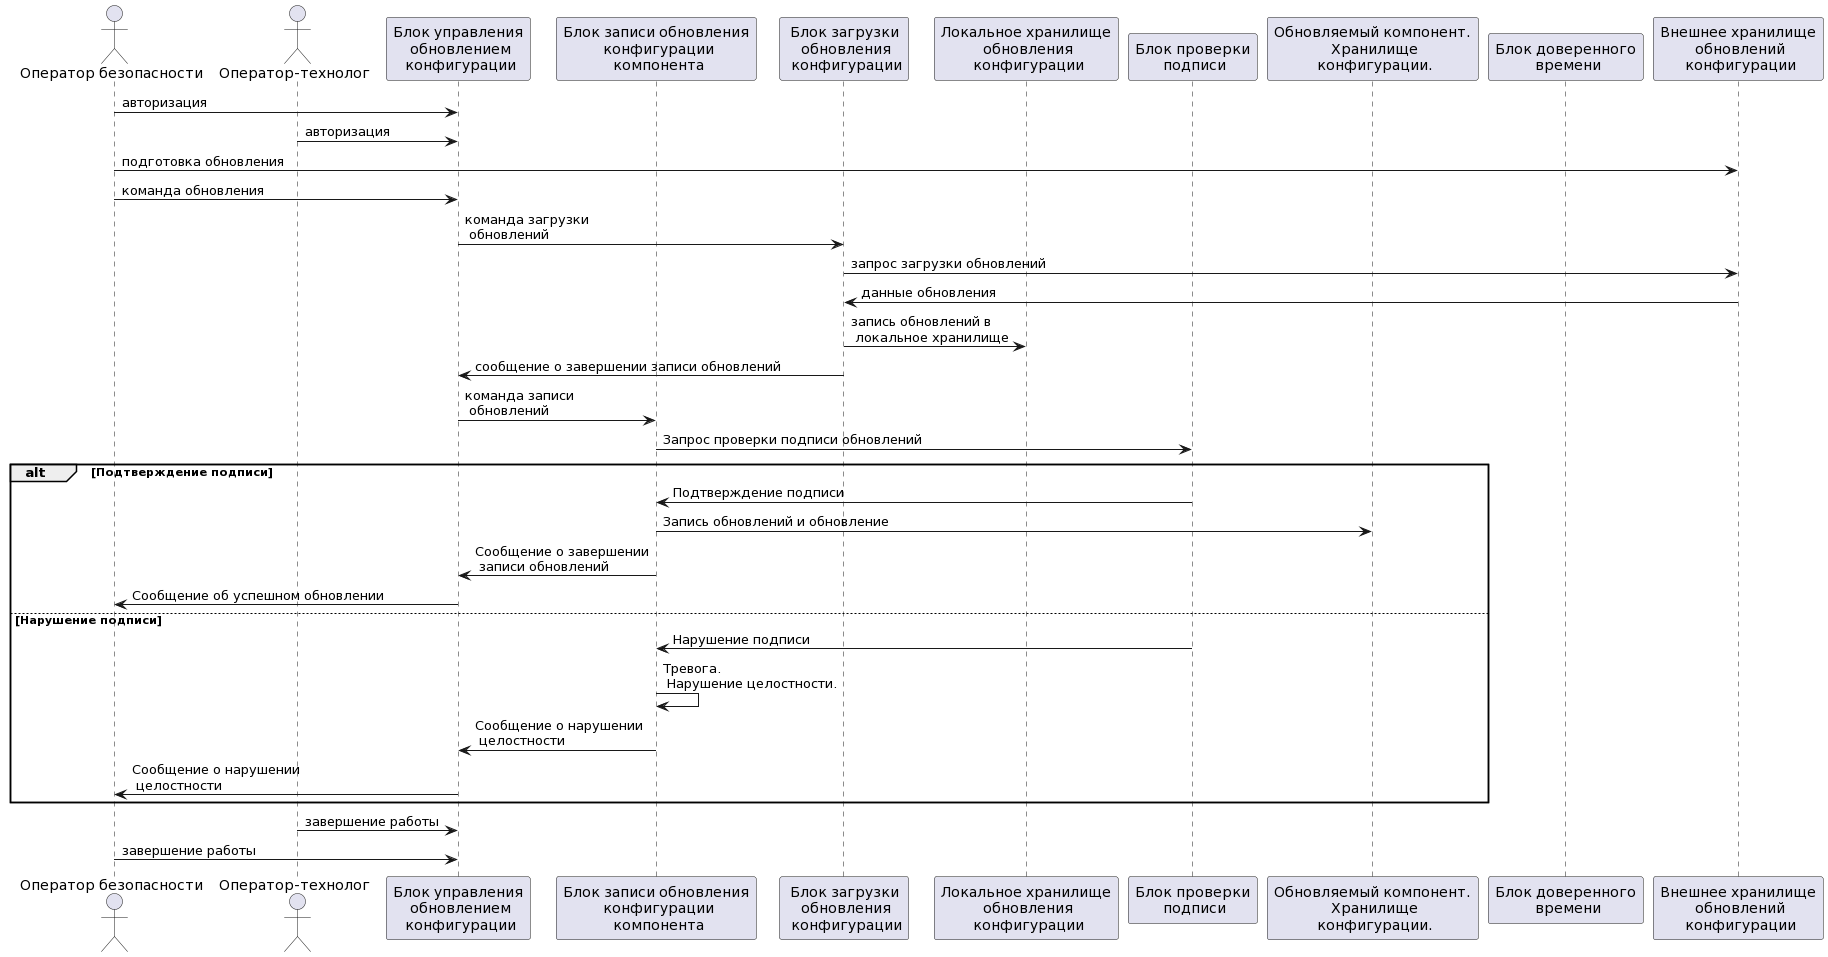 Оператор безопасности
Оператор-технолог
Блок управления
обновлением
конфигурации
Блок записи обновления
конфигурации
компонента
Блок загрузки
обновления
конфигурации
Локальное хранилище
обновления
конфигурации
Блок проверки
подписи
Обновляемый компонент.
Хранилище
конфигурации.
Блок доверенного
времени
Внешнее хранилище
обновлений
конфигурации
авторизация
авторизация
подготовка обновления
команда обновления
команда загрузки
обновлений
запрос загрузки обновлений
данные обновления
запись обновлений в
локальное хранилище
сообщение о завершении записи обновлений
команда записи
обновлений
Запрос проверки подписи обновлений
alt [Подтверждение подписи]
Подтверждение подписи
Запись обновлений и обновление
Сообщение о завершении
записи обновлений
Сообщение об успешном обновлении
[Нарушение подписи]
Нарушение подписи
Тревога.
Нарушение целостности.
Сообщение о нарушении
целостности
Сообщение о нарушении
целостности
завершение работы
завершение работы
Оператор безопасности
Оператор-технолог
Блок управления
обновлением
конфигурации
Блок записи обновления
конфигурации
компонента
Блок загрузки
обновления
конфигурации
Локальное хранилище
обновления
конфигурации
Блок проверки
подписи
Обновляемый компонент.
Хранилище
конфигурации.
Блок доверенного
времени
Внешнее хранилище
обновлений
конфигурации